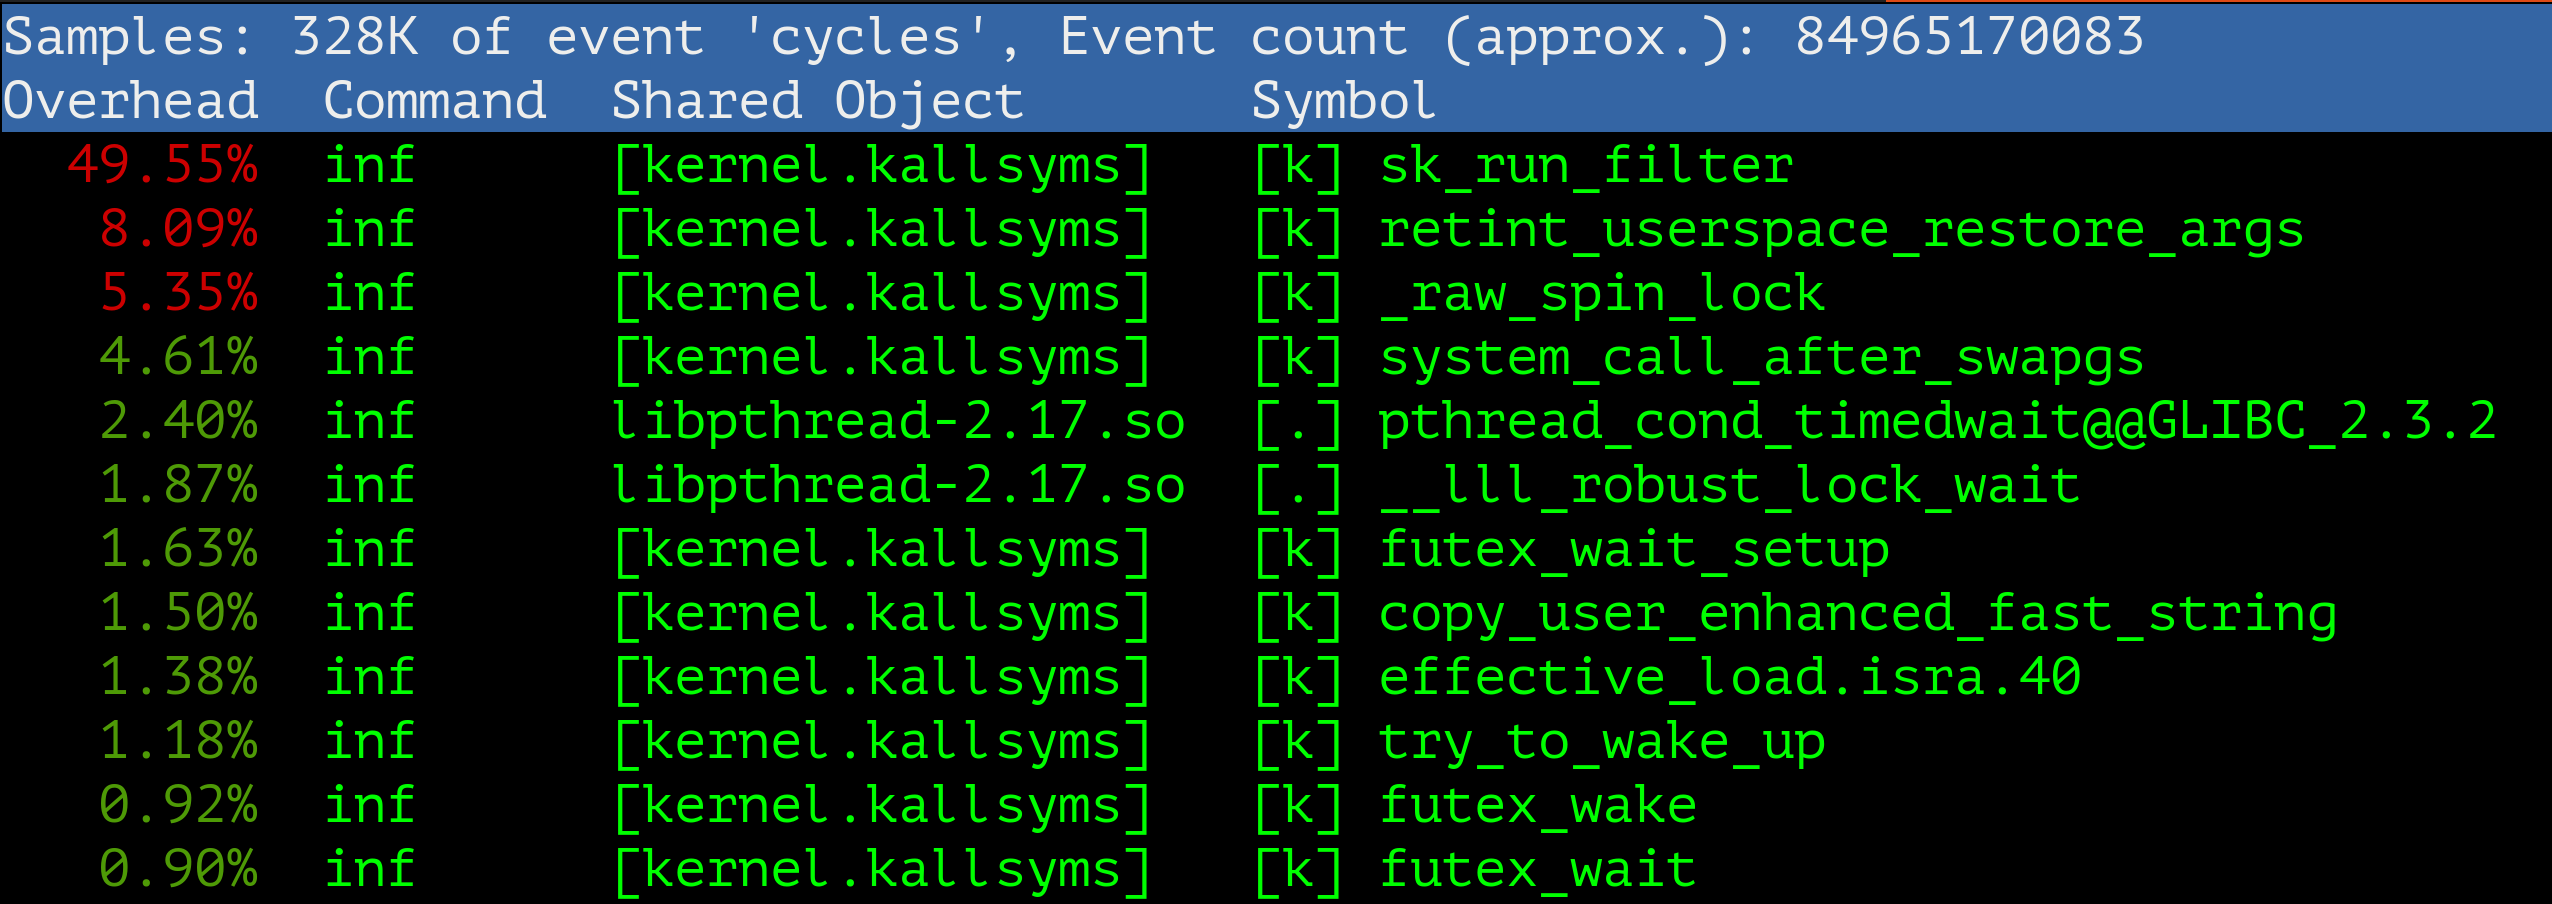 Samples: 328K of event 'cycles', Event count (approx.): 84965170083
Overhead  Command  Shared Object       Symbol
  49.55%  inf      [kernel.kallsyms]   [k] sk_run_filter
   8.09%  inf      [kernel.kallsyms]   [k] retint_userspace_restore_args
   5.35%  inf      [kernel.kallsyms]   [k] _raw_spin_lock
   4.61%  inf      [kernel.kallsyms]   [k] system_call_after_swapgs
   2.40%  inf      libpthread-2.17.so  [.] pthread_cond_timedwait@@GLIBC_2.3.2
   1.87%  inf      libpthread-2.17.so  [.] __lll_robust_lock_wait
   1.63%  inf      [kernel.kallsyms]   [k] futex_wait_setup
   1.50%  inf      [kernel.kallsyms]   [k] copy_user_enhanced_fast_string
   1.38%  inf      [kernel.kallsyms]   [k] effective_load.isra.40
   1.18%  inf      [kernel.kallsyms]   [k] try_to_wake_up
   0.92%  inf      [kernel.kallsyms]   [k] futex_wake
   0.90%  inf      [kernel.kallsyms]   [k] futex_wait